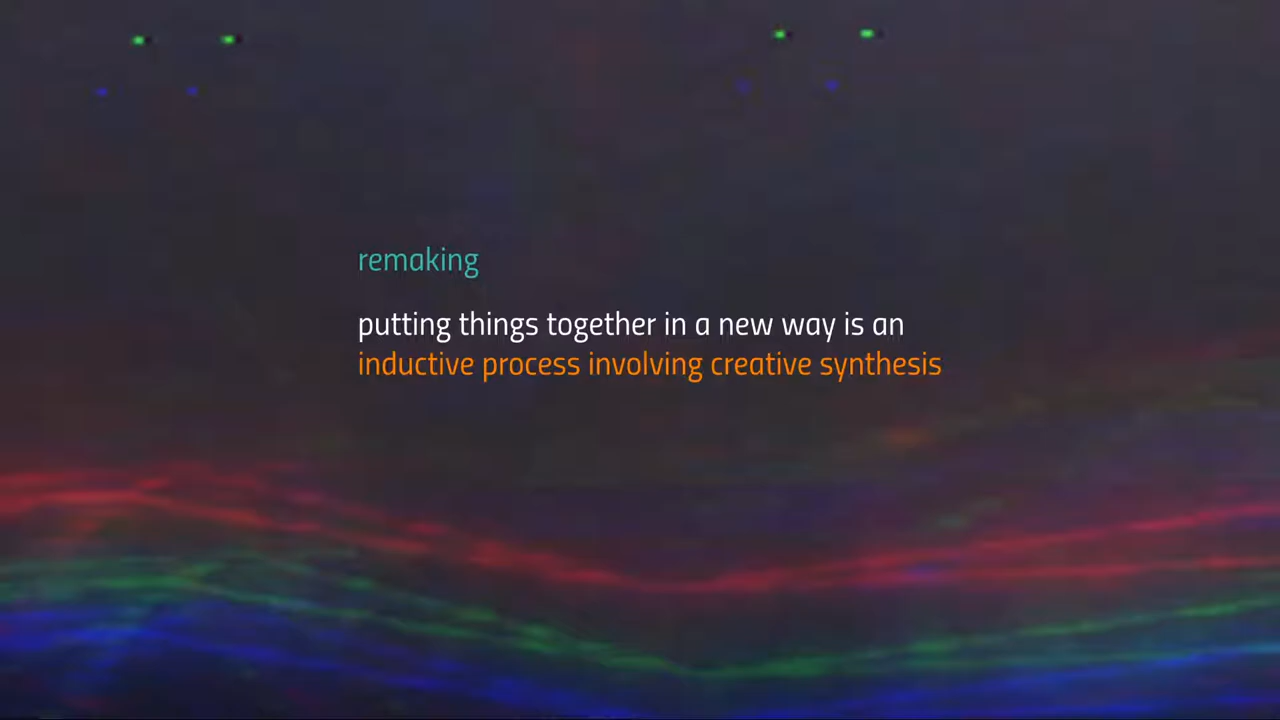 remaking
putting things together in a new way is an
inductive process involving creative synthesis